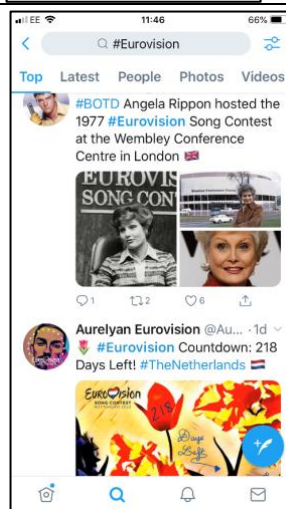 EE 11:46 66%
#Eurovision
Top Latest People Photos Videos
#BOTD Angela Rippon hosted the
1977 #Eurovision Song Contest
at the Wembley Conference
Centre in London 🇬🇧
EUROVIS
SONG CON
1 2 6
Aurelyan Eurovision @Au... · 1d
🌷 #Eurovision Countdown: 218
Days Left! #TheNetherlands 🇳🇱
EUROVISION
SONG CONTEST
218
Days
Left